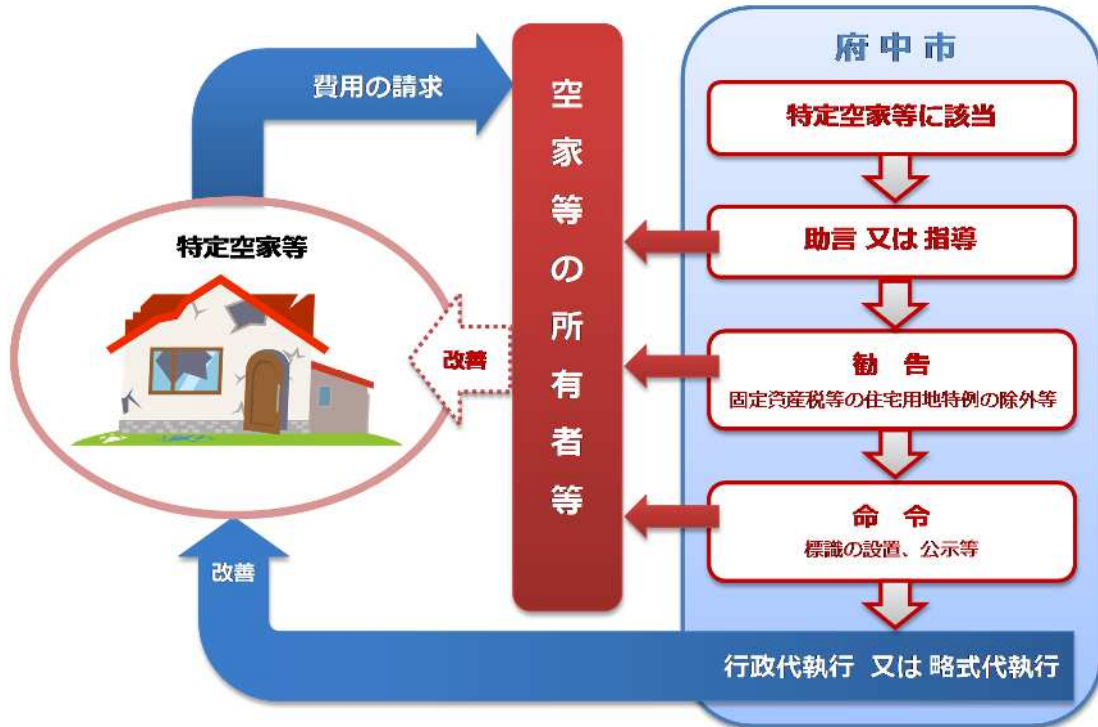 府中市
特定空家等に該当
助言 又は 指導
勧 告
固定資産税等の住宅用地特例の除外等
命 令
標識の設置、公示等
行政代執行 又は 略式代執行
空家等の所有者等
改善
費用の請求
特定空家等
改善